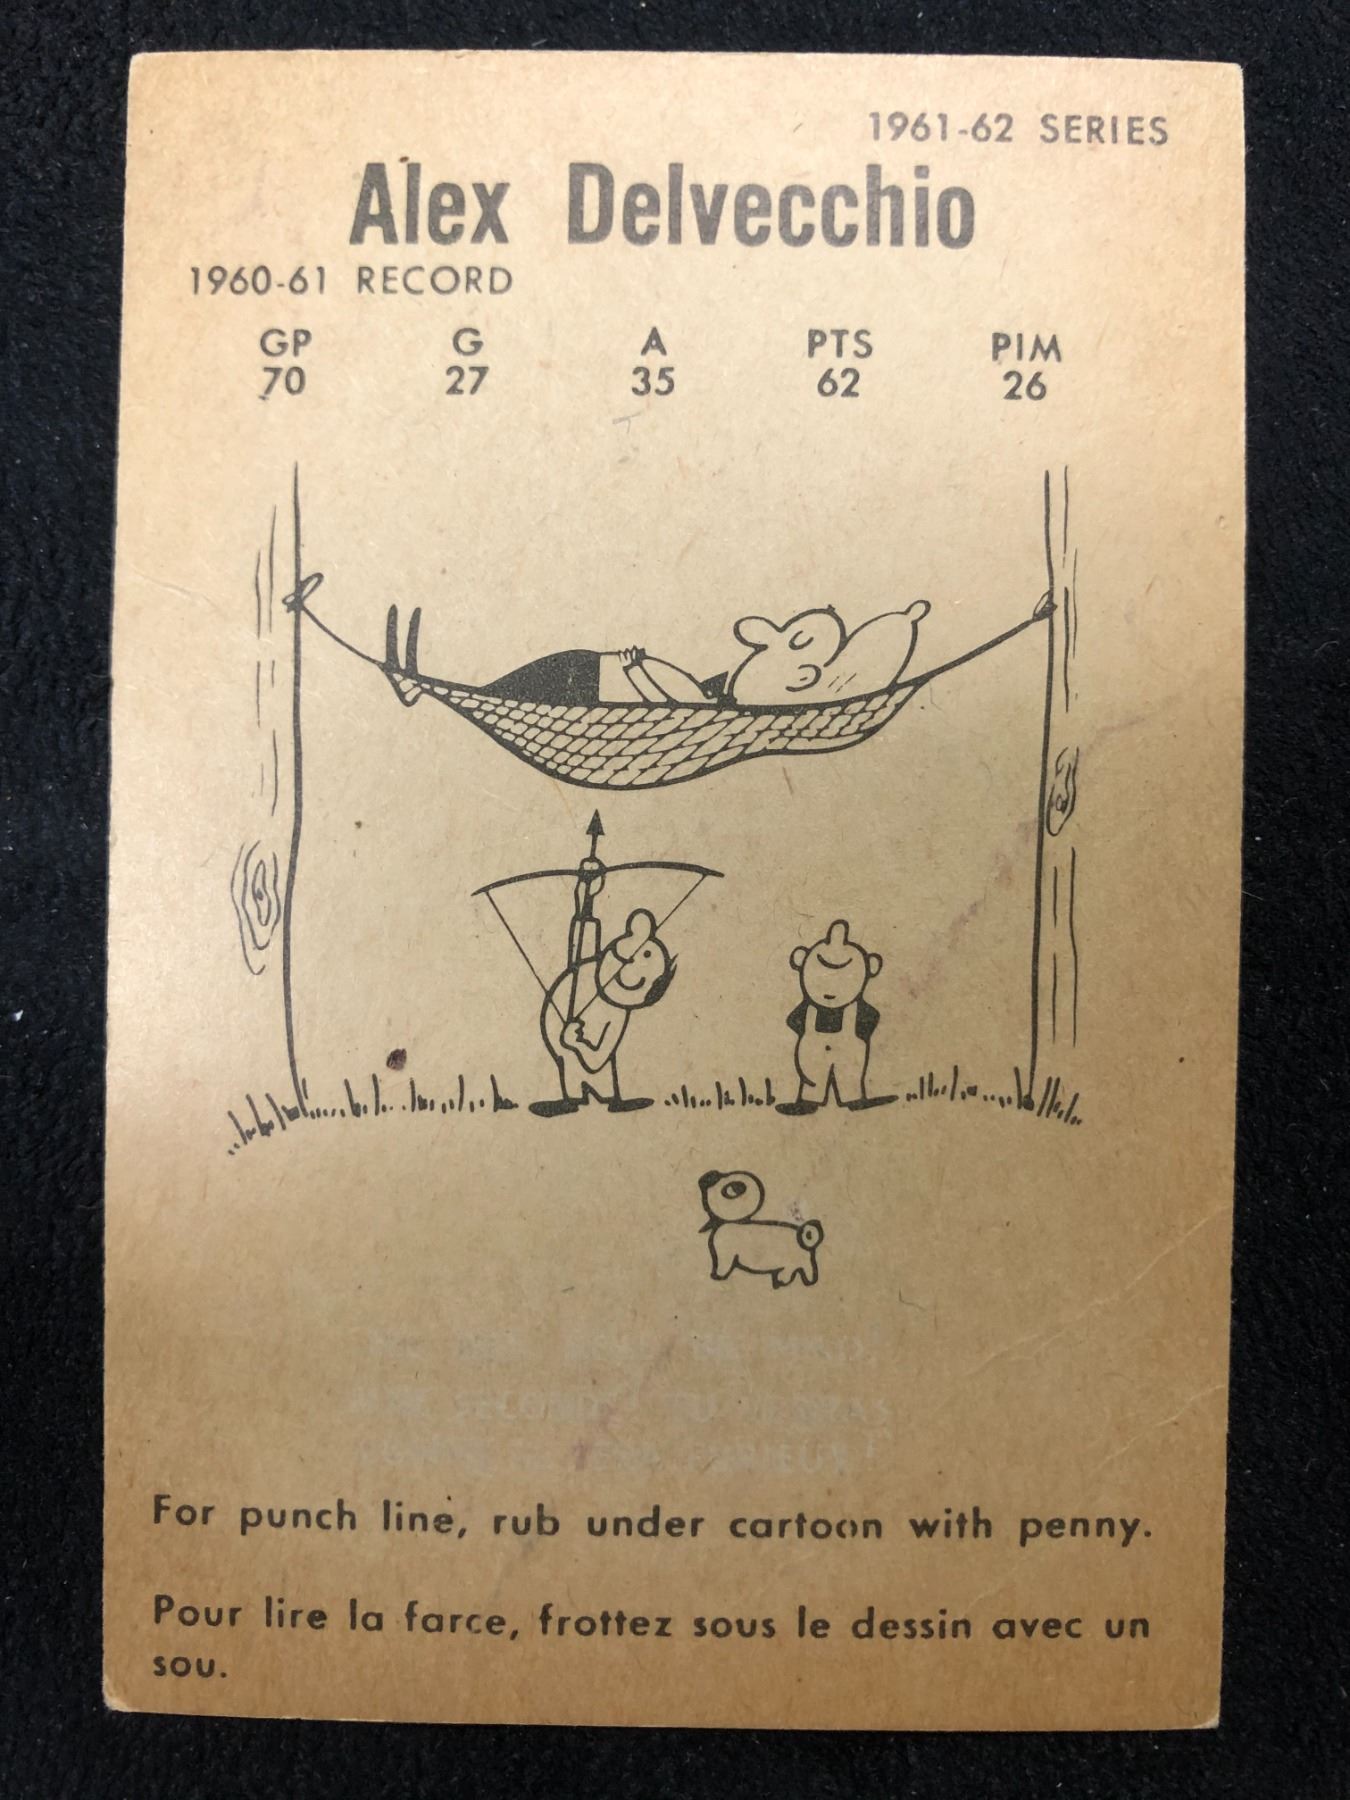 1961-62 SERIES
Alex Delvecchio
1960-61 RECORD
GP G A PTS PIM
70 27 35 62 26
For punch line, rub under cartoon with penny.
Pour lire la farce, frottez sous le dessin avec un
sou.